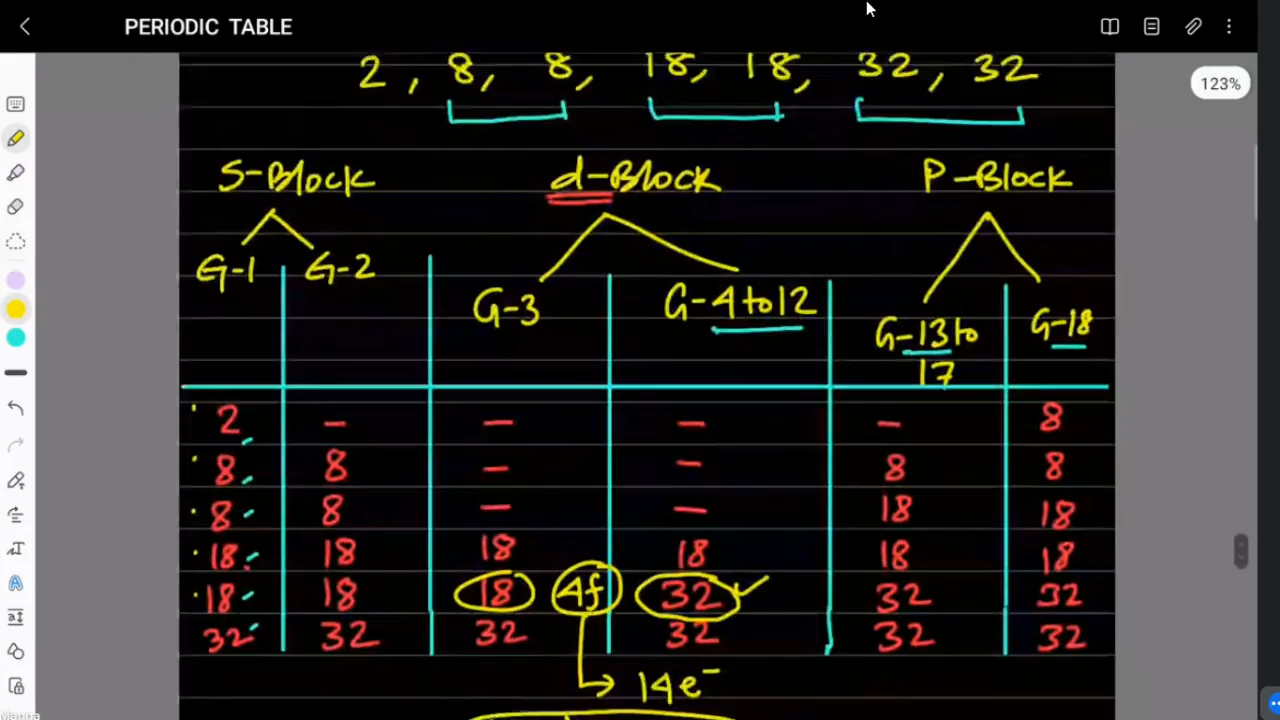 PERIODIC TABLE
123%
2, 8, 8, 18, 18, 32, 32
S-Block d-Block P-Block
G-1 G-2 G-3 G-4 to 12 G-13 to 17 G-18
2 - - - - 8
8 8 - - 8 8
8 8 - - 18 18
18 18 18 18 18 18
18 18 18 4f 32 32 32
32 32 32 32 32 32
14e⁻